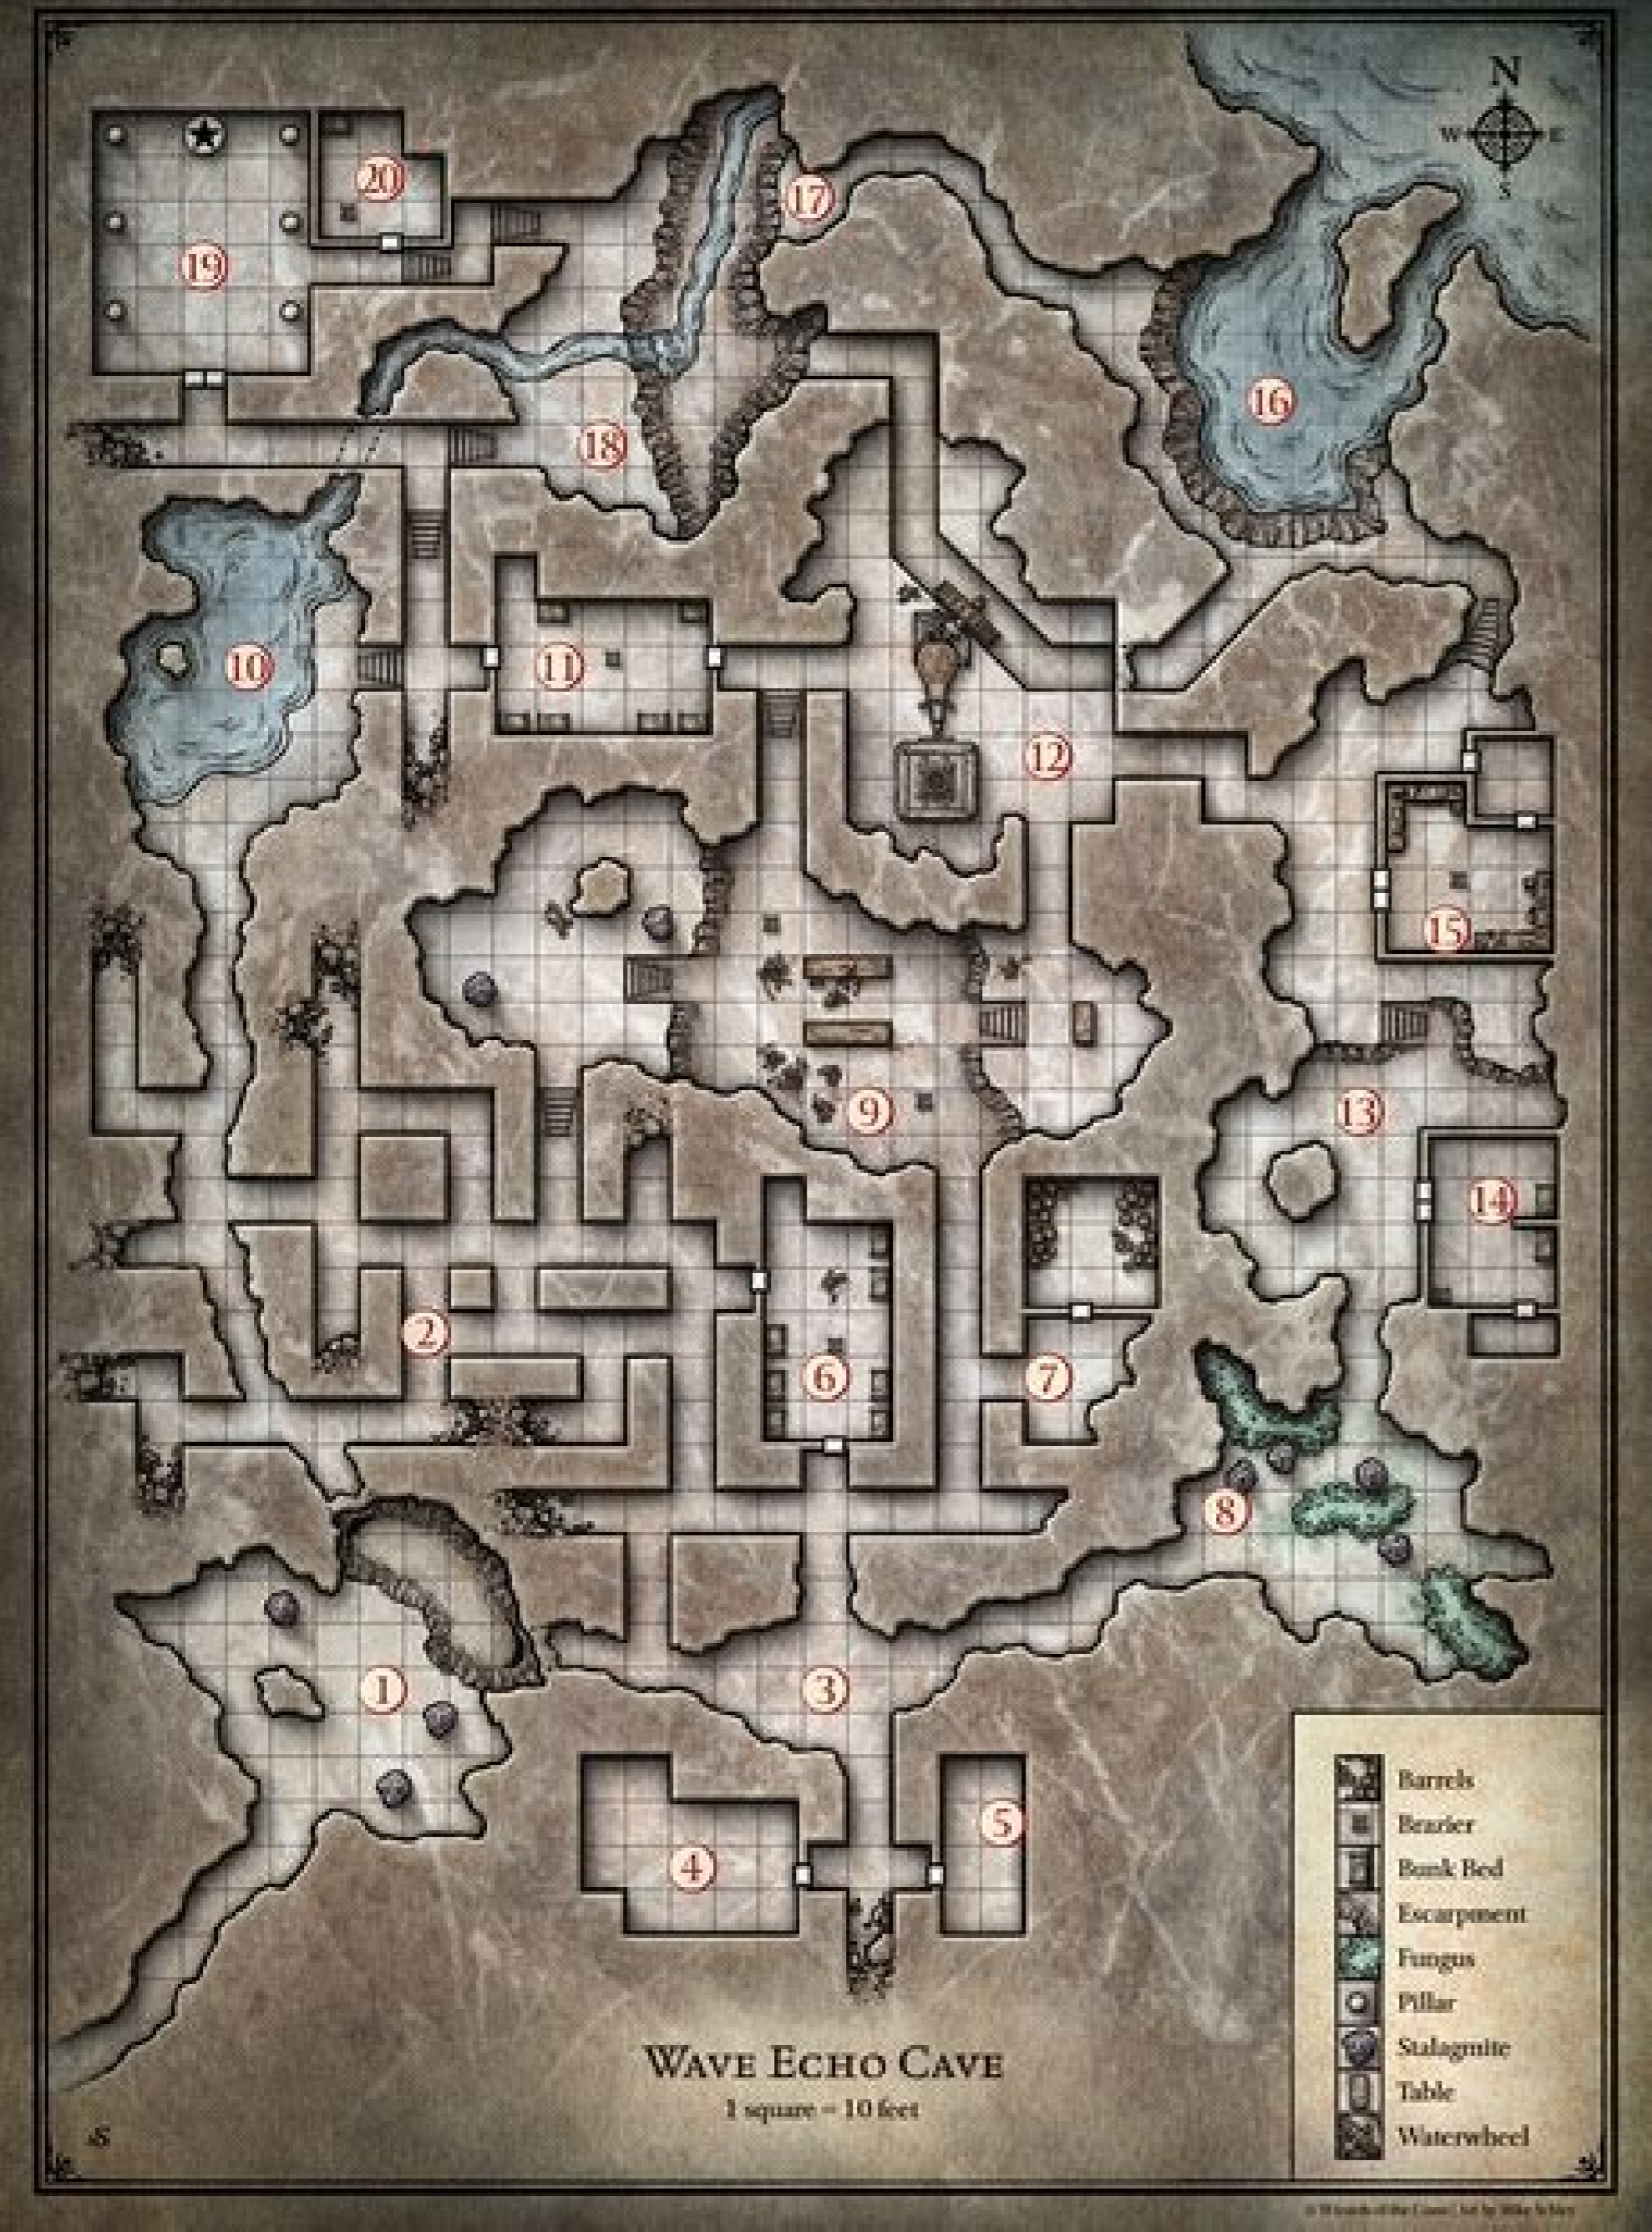 N
W E
S
20
17
19
16
18
10
11
12
15
9
13
14
2
6
7
8
1
3
5
4
Barrels
Brazier
Bunk Bed
Escarpment
Fungus
Pillar
Stalagmite
Table
Waterwheel
WAVE ECHO CAVE
1 square = 10 feet